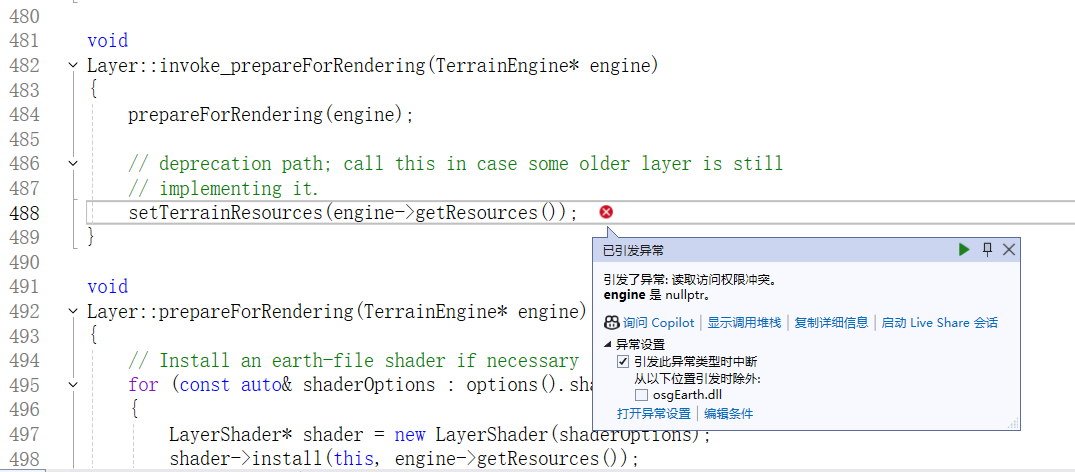 480
481 void
482 Layer::invoke_prepareForRendering(TerrainEngine* engine)
483 {
484 prepareForRendering(engine);
485
486 // deprecation path; call this in case some older layer is still
487 // implementing it.
488 setTerrainResources(engine->getResources());
489 }
490
491 void
492 Layer::prepareForRendering(TerrainEngine* engine)
493 {
494 // Install an earth-file shader if necessary
495 for (const auto& shaderOptions : options().sha
496 {
497 LayerShader* shader = new LayerShader(shaderOptions);
498 shader->install(this, engine->getResources());
已引发异常
引发了异常: 读取访问权限冲突。
engine 是 nullptr。
询问 Copilot | 显示调用堆栈 | 复制详细信息 | 启动 Live Share 会话
异常设置
引发此异常类型时中断
从以下位置引发时除外:
osgEarth.dll
打开异常设置 | 编辑条件